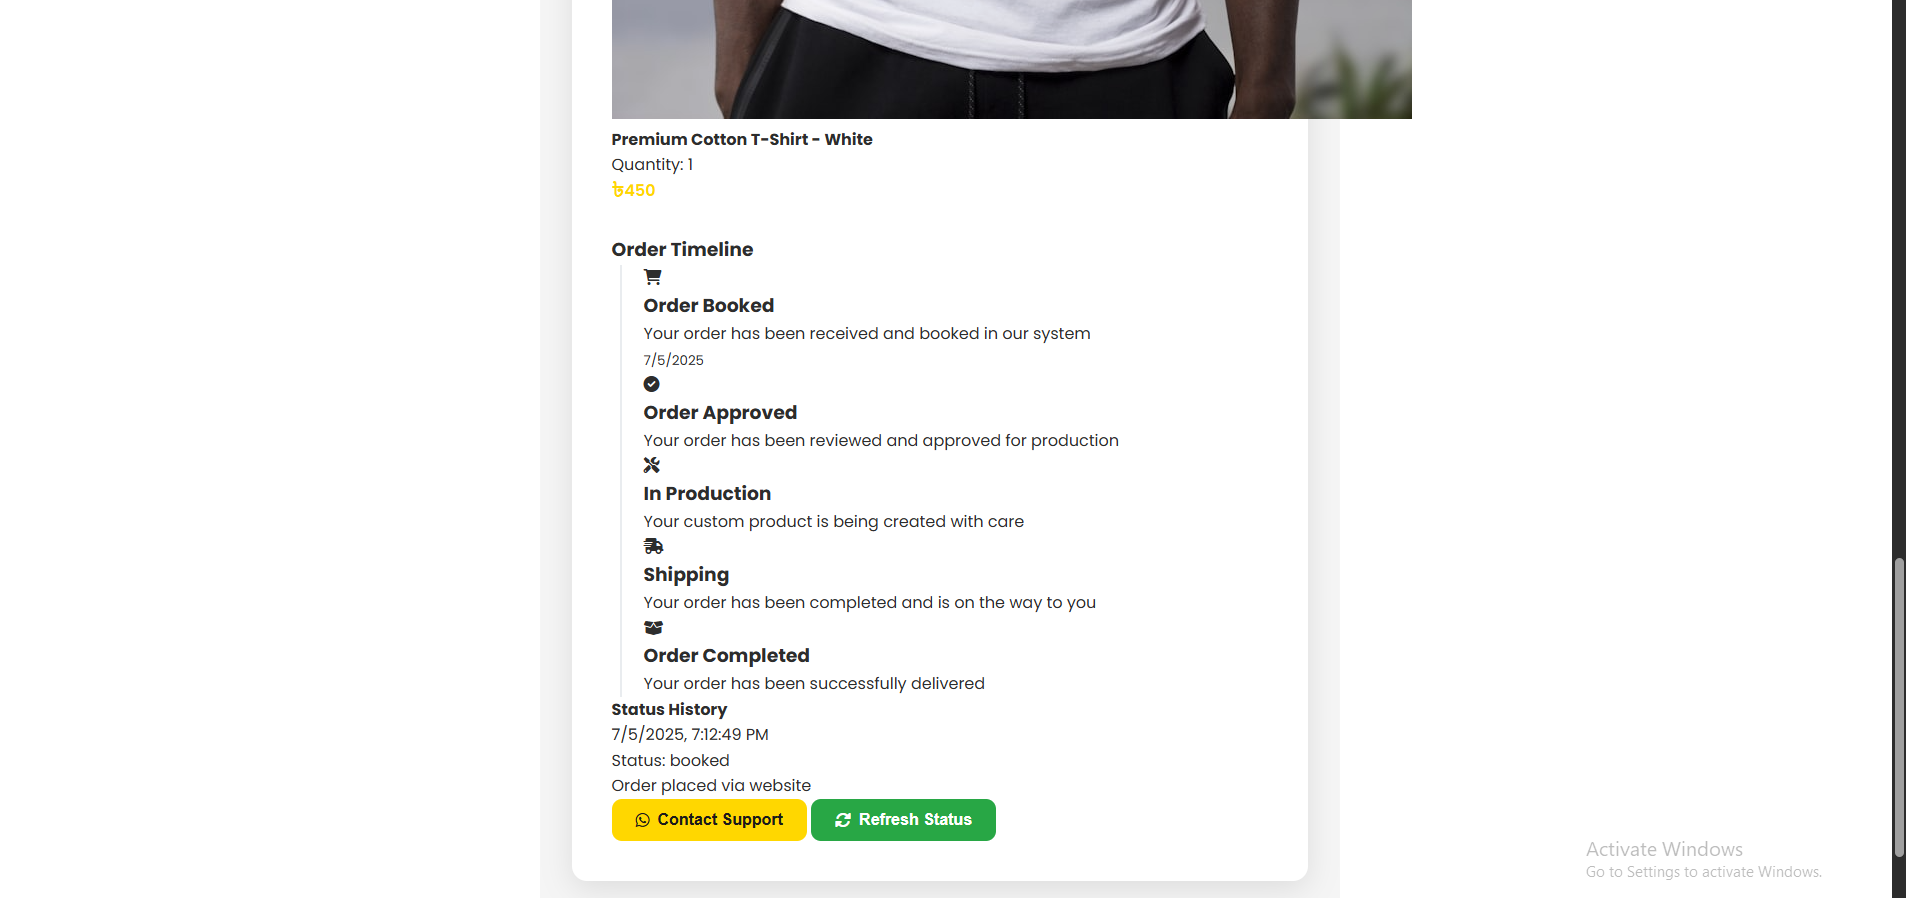 Premium Cotton T-Shirt - White
Quantity: 1
৳450
Order Timeline
Order Booked
Your order has been received and booked in our system
7/5/2025
Order Approved
Your order has been reviewed and approved for production
In Production
Your custom product is being created with care
Shipping
Your order has been completed and is on the way to you
Order Completed
Your order has been successfully delivered
Status History
7/5/2025, 7:12:49 PM
Status: booked
Order placed via website
Contact Support Refresh Status
Activate Windows
Go to Settings to activate Windows.